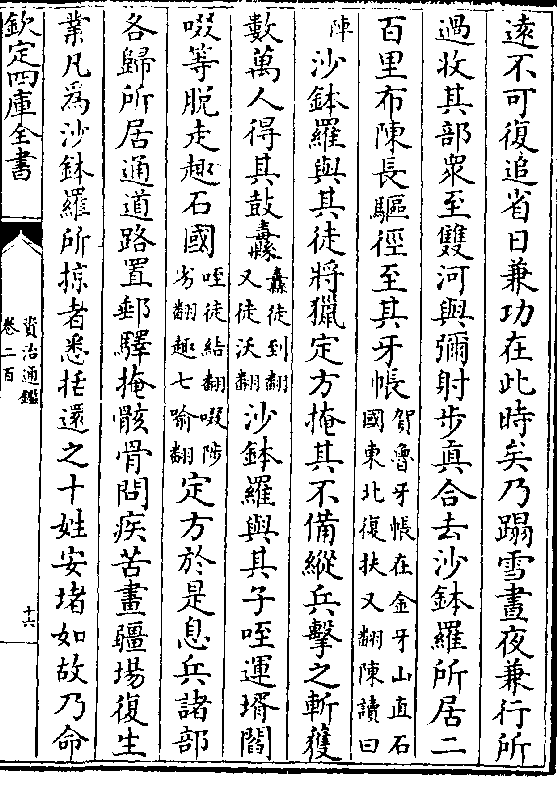 遠不可復追省日兼功在此時矣乃蹋雪晝夜兼行所
過收其部衆至雙河與彌射步真合去沙鉢羅所居二
百里布陳長驅徑至其牙帳賀魯牙帳在金牙山直石國東北復扶又翻陳讀曰
陣沙鉢羅與其徒將獵定方掩其不備縱兵擊之斬獲
數萬人得其鼓纛纛徒到翻又徒沃翻沙鉢羅與其子咥運壻閻
啜等脱走趣石國咥徒結翻啜陟劣翻趣七喻翻定方於是息兵諸部
各歸所居通道路置郵驛掩骸骨問疾苦畫疆場復生
業凡為沙鉢羅所掠者悉括還之十姓安堵如故乃命
欽定四庫全書
資治通鑑
卷二百
十六